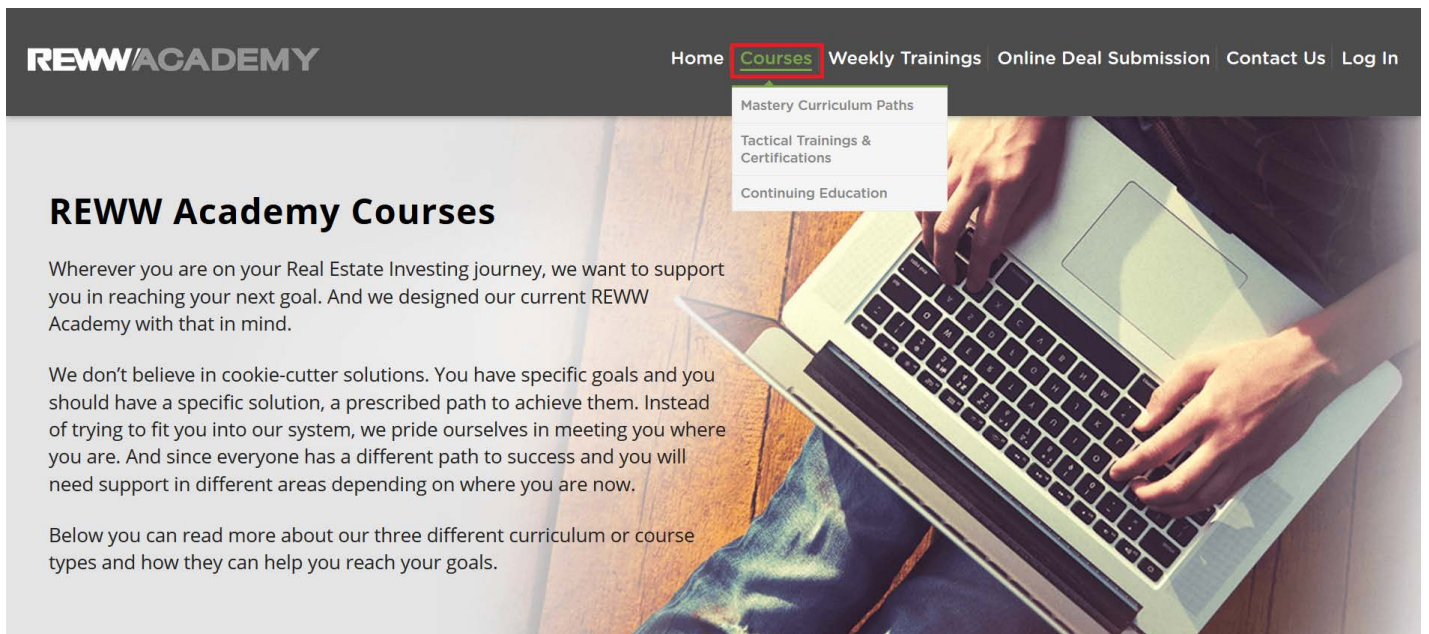 REWW/ACADEMY
Home Courses Weekly Trainings Online Deal Submission Contact Us Log In
Mastery Curriculum Paths
Tactical Trainings &
Certifications
Continuing Education
REWW Academy Courses
Wherever you are on your Real Estate Investing journey, we want to support
you in reaching your next goal. And we designed our current REWW
Academy with that in mind.
We don't believe in cookie-cutter solutions. You have specific goals and you
should have a specific solution, a prescribed path to achieve them. Instead
of trying to fit you into our system, we pride ourselves in meeting you where
you are. And since everyone has a different path to success and you will
need support in different areas depending on where you are now.
Below you can read more about our three different curriculum or course
types and how they can help you reach your goals.